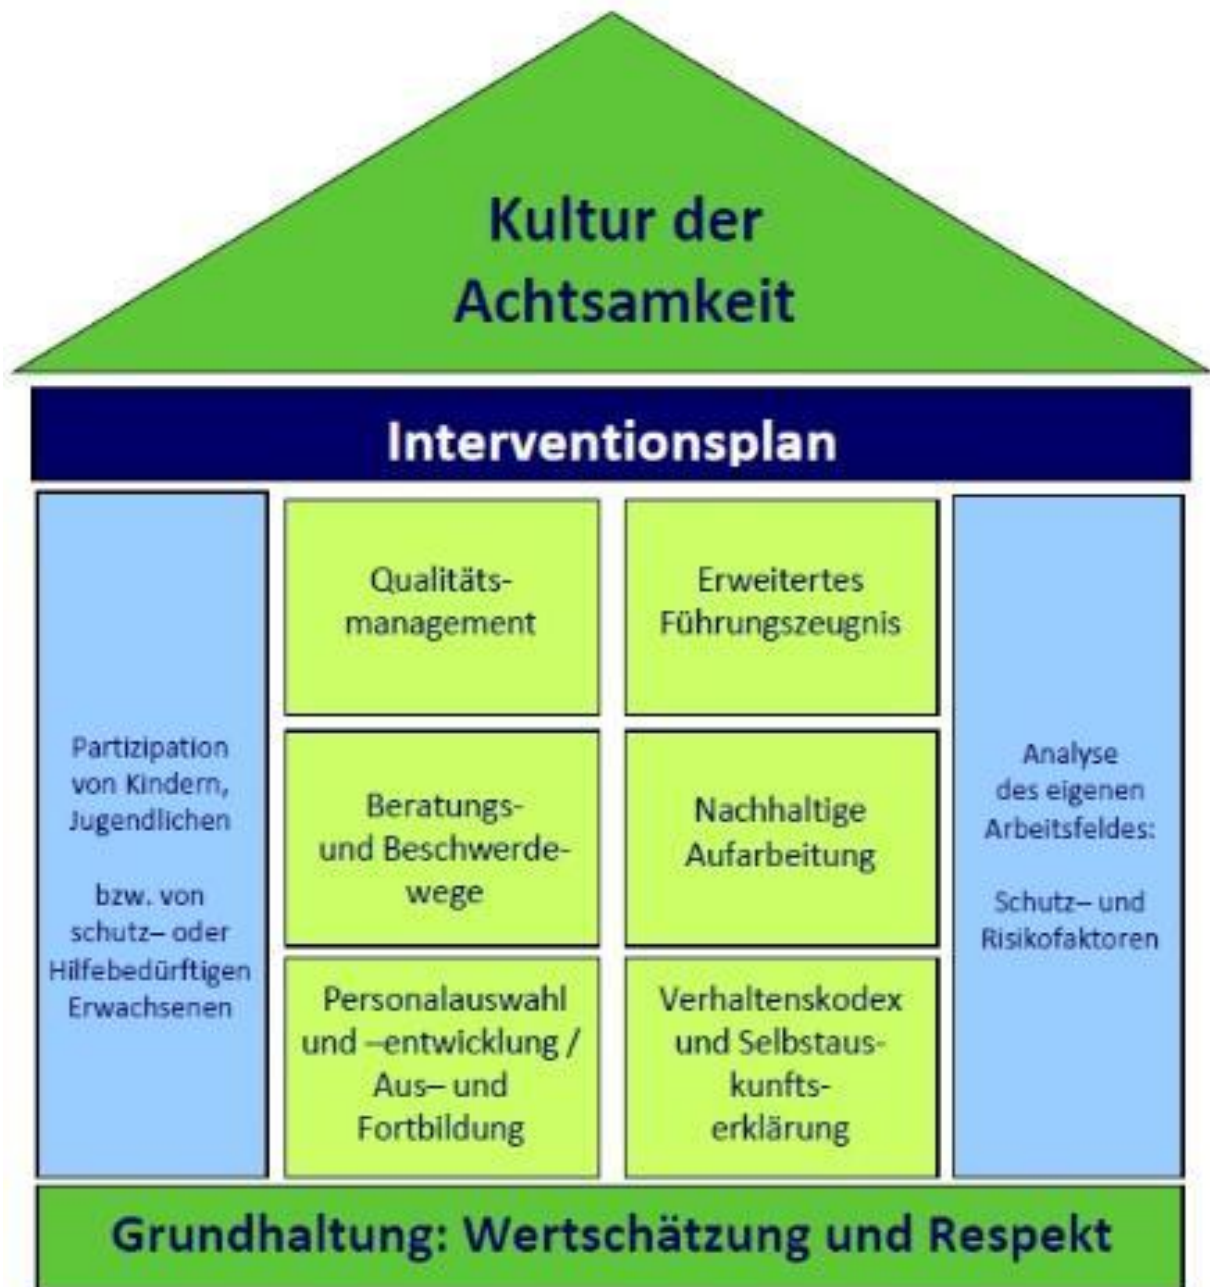 Kultur der
Achtsamkeit
Interventionsplan
Partizipation
von Kindern,
Jugendlichen
bzw. von
schutz– oder
Hilfebedürftigen
Erwachsenen
Qualitäts-
management
Erweitertes
Führungszeugnis
Beratungs-
und Beschwerde-
wege
Nachhaltige
Aufarbeitung
Personalauswahl
und –entwicklung /
Aus– und
Fortbildung
Verhaltenskodex
und Selbstaus-
kunfts-
erklärung
Analyse
des eigenen
Arbeitsfeldes:
Schutz– und
Risikofaktoren
Grundhaltung: Wertschätzung und Respekt